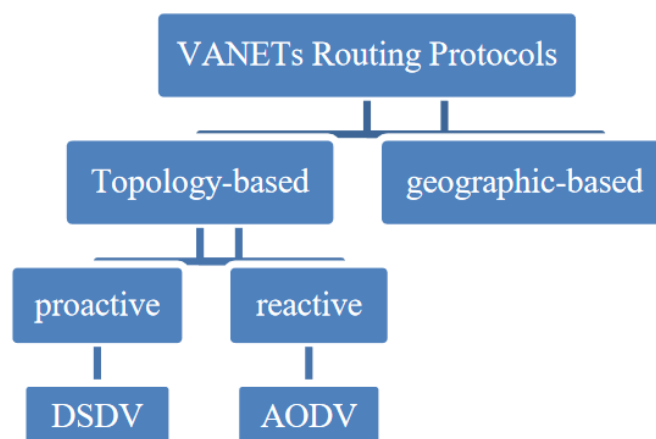 VANETs Routing Protocols
Topology-based
geographic-based
proactive
reactive
DSDV
AODV